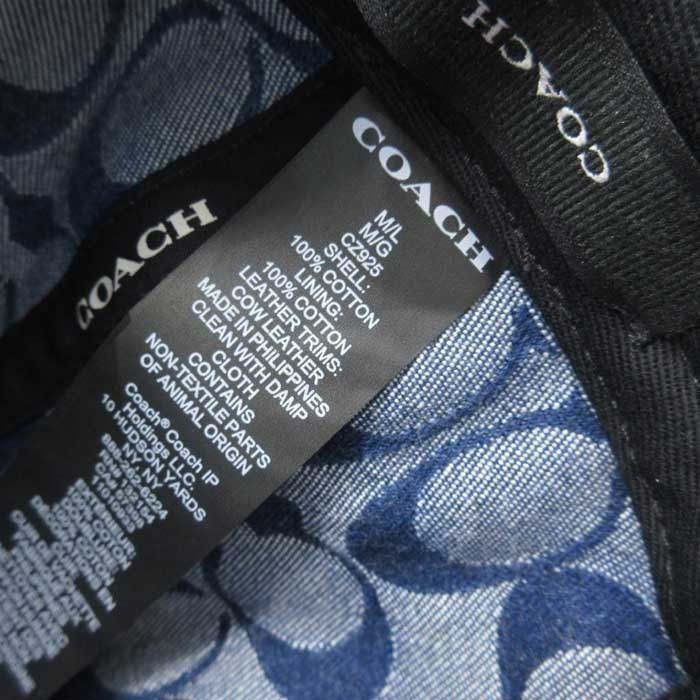 COACH
M/L
M/G
CZ925
SHELL:
100% COTTON
LINING:
100% COTTON
LEATHER TRIMS:
COW LEATHER
MADE IN PHILIPPINES
CLEAN WITH DAMP
CLOTH
CONTAINS
NON-TEXTILE PARTS
OF ANIMAL ORIGIN
Coach®Coach IP
Holdings LLC.
10 HUDSON YARDS
NY, NY
COACH
COACH